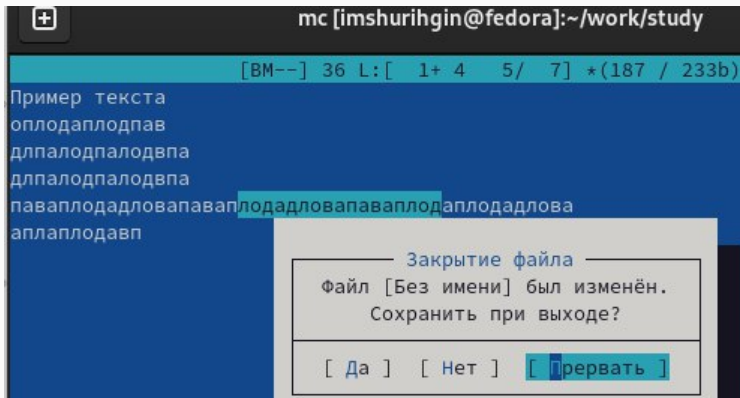 mc [imshurihgin@fedora]:~/work/study
[BM--] 36 L:[  1+ 4   5/  7] *(187 / 233b)
Пример текста
оплодаплодпав
длпалодпалодвпа
длпалодпалодвпа
паваплодадловапаваплодадловапаваплодаплодадлова
аплаплодавп
Закрытие файла
Файл [Без имени] был изменён.
Сохранить при выходе?
[ Да ] [ Нет ] [ Прервать ]